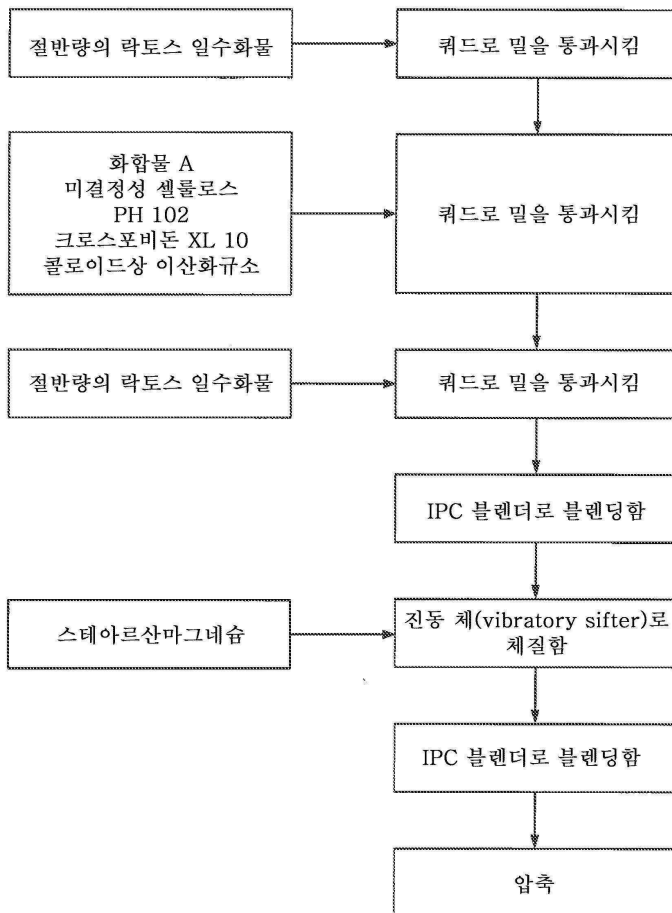 절반량의 락토스 일수화물
쿼드로 밀을 통과시킴
화합물 A
미결정성 셀룰로스
PH 102
크로스포비돈 XL 10
콜로이드상 이산화규소
쿼드로 밀을 통과시킴
절반량의 락토스 일수화물
쿼드로 밀을 통과시킴
IPC 블렌더로 블렌딩함
스테아르산마그네슘
진동 체(vibratory sifter)로
체질함
IPC 블렌더로 블렌딩함
압축